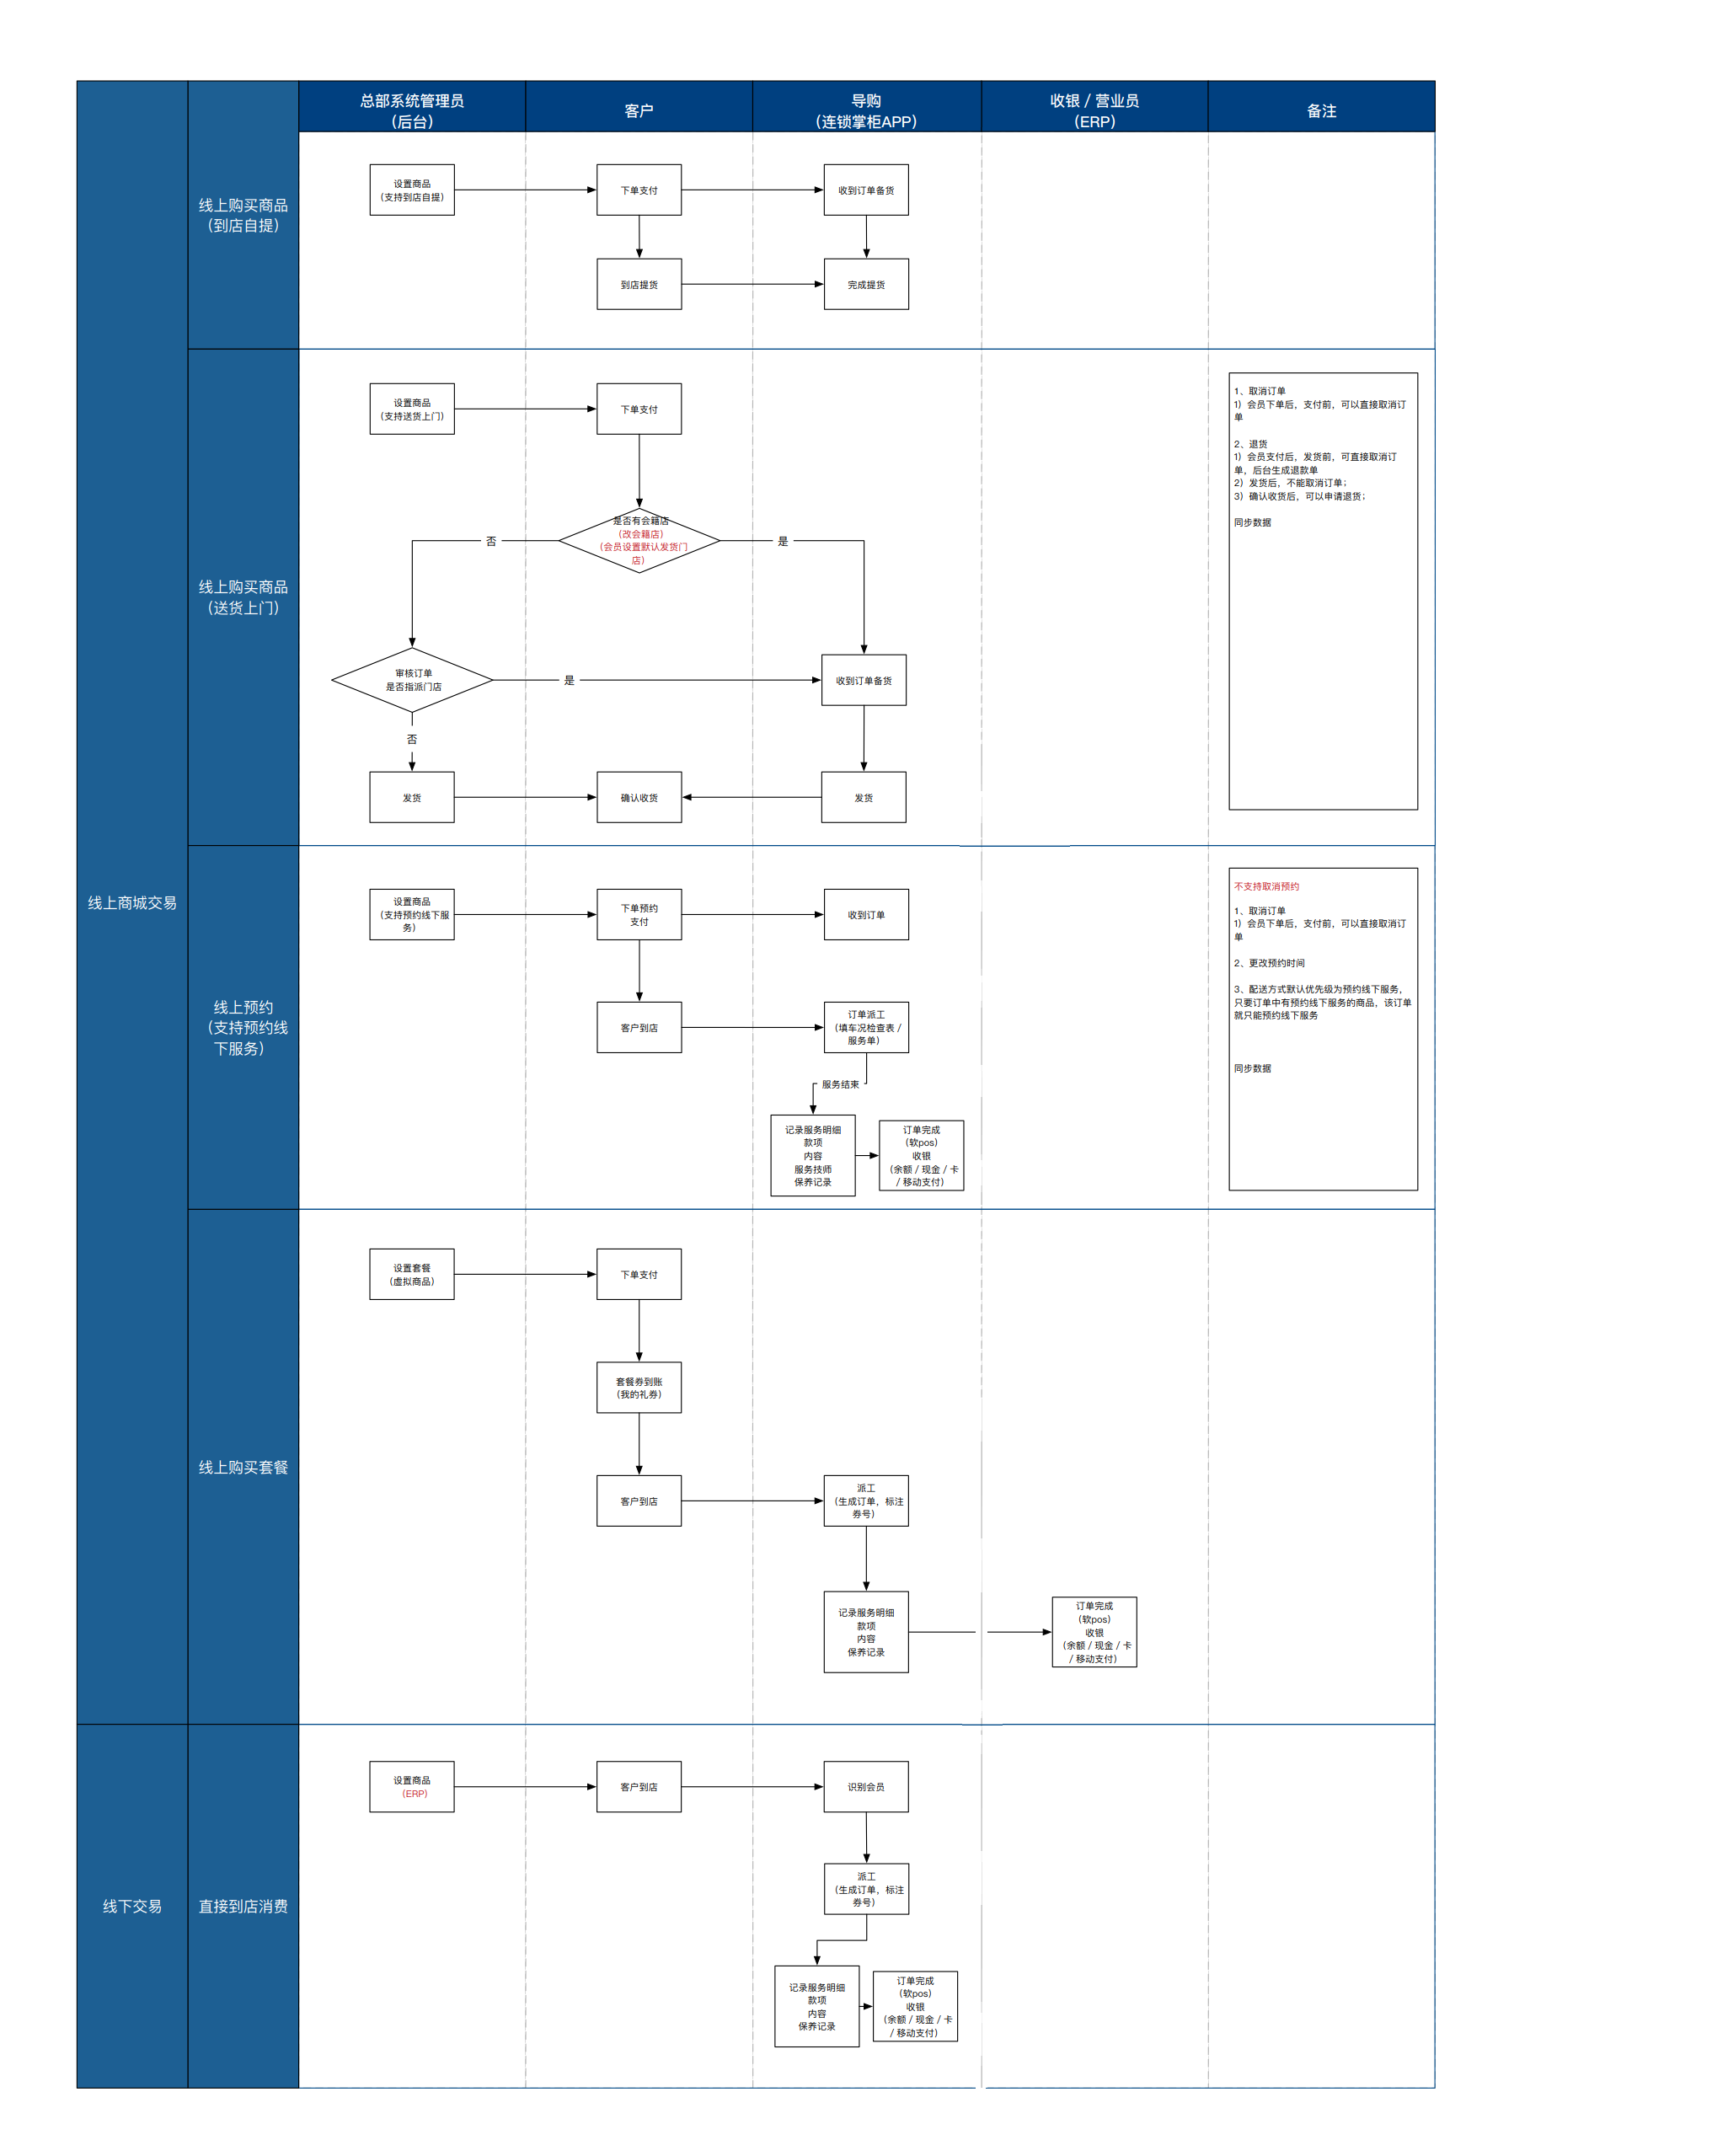 总部系统管理员
（后台）
客户
导购
（连锁掌柜APP）
收银 / 营业员
（ERP）
备注
线上商城交易
线上购买商品
（到店自提）
设置商品
（支持到店自提）
下单支付
收到订单备货
到店提货
完成提货
线上购买商品
（送货上门）
设置商品
（支持送货上门）
下单支付
是否有会籍店
（改会籍店）
（会员设置默认发货门
店）
否
是
审核订单
是否指派门店
是
收到订单备货
否
发货
确认收货
发货
1、取消订单
1）会员下单后，支付前，可以直接取消订
单
2、退货
1）会员支付后，发货前，可直接取消订
单，后台生成退款单
2）发货后，不能取消订单；
3）确认收货后，可以申请退货；
同步数据
线上预约
（支持预约线
下服务）
设置商品
（支持预约线下服
务）
下单预约
支付
收到订单
客户到店
订单派工
（填车况检查表 /
服务单）
服务结束
记录服务明细
款项
内容
服务技师
保养记录
订单完成
（软pos）
收银
（余额 / 现金 / 卡
/ 移动支付）
不支持取消预约
1、取消订单
1）会员下单后，支付前，可以直接取消订
单
2、更改预约时间
3、配送方式默认优先级为预约线下服务，
只要订单中有预约线下服务的商品，该订单
就只能预约线下服务
同步数据
线上购买套餐
设置套餐
（虚拟商品）
下单支付
套餐券到账
（我的礼券）
客户到店
派工
（生成订单，标注
券号）
记录服务明细
款项
内容
保养记录
订单完成
（软pos）
收银
（余额 / 现金 / 卡
/ 移动支付）
线下交易
直接到店消费
设置商品
（ERP）
客户到店
识别会员
派工
（生成订单，标注
券号）
记录服务明细
款项
内容
保养记录
订单完成
（软pos）
收银
（余额 / 现金 / 卡
/ 移动支付）